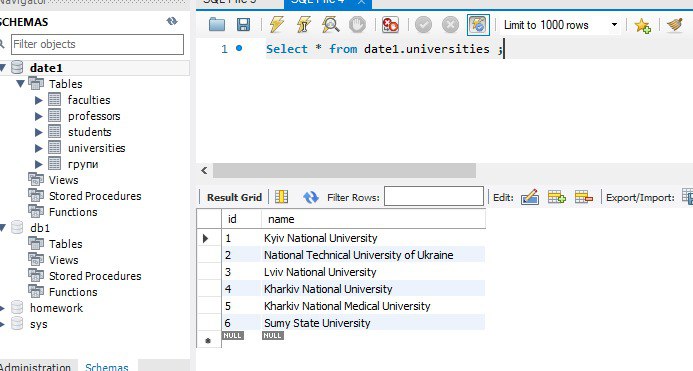 Navigator
SCHEMAS
Filter objects
date1
Tables
faculties
professors
students
universities
групи
Views
Stored Procedures
Functions
db1
Tables
Views
Stored Procedures
Functions
homework
sys
Administration Schemas
SQL File 4
Limit to 1000 rows
1 Select * from date1.universities ;
Result Grid Filter Rows: Edit: Export/Import:
id name
1 Kyiv National University
2 National Technical University of Ukraine
3 Lviv National University
4 Kharkiv National University
5 Kharkiv National Medical University
6 Sumy State University
NULL NULL